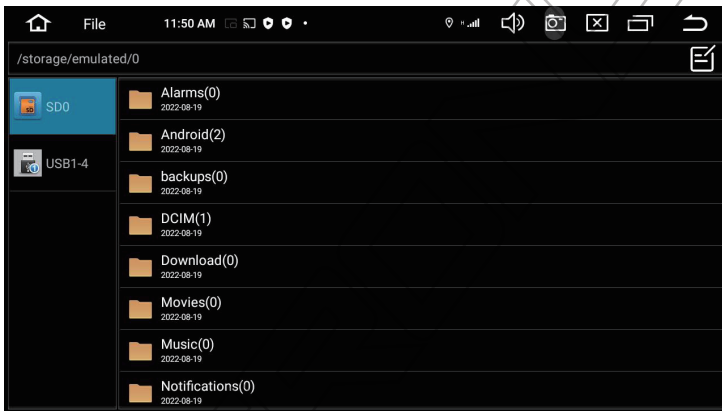 File 11:50 AM
/storage/emulated/0
SD0
USB1-4
Alarms(0)
2022-08-19
Android(2)
2022-08-19
backups(0)
2022-08-19
DCIM(1)
2022-08-19
Download(0)
2022-08-19
Movies(0)
2022-08-19
Music(0)
2022-08-19
Notifications(0)
2022-08-19